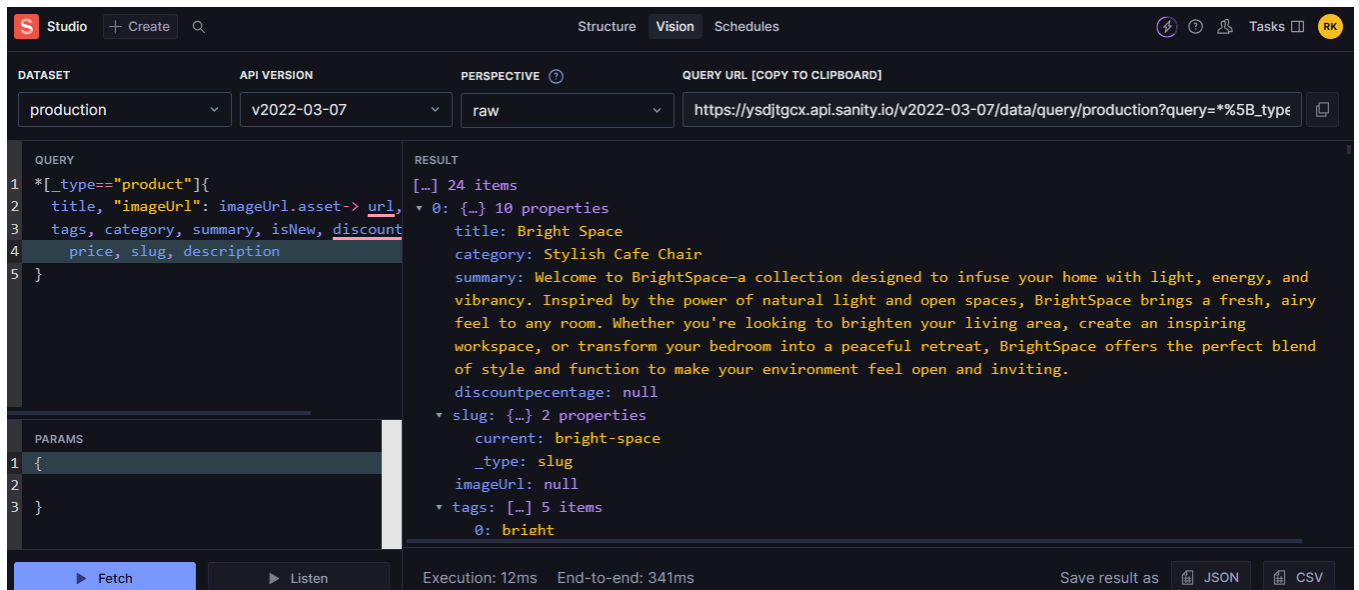 S Studio + Create Structure Vision Schedules Tasks RK
DATASET API VERSION PERSPECTIVE ? QUERY URL [COPY TO CLIPBOARD]
production v2022-03-07 raw https://ysdjtgcx.api.sanity.io/v2022-03-07/data/query/production?query=*%5B_type
QUERY
1 *[_type=="product"]{
2 title, "imageUrl": imageUrl.asset-> url,
3 tags, category, summary, isNew, discount
4 price, slug, description
5 }
PARAMS
1 {
2
3 }
Fetch Listen
RESULT
[…] 24 items
0: {…} 10 properties
title: Bright Space
category: Stylish Cafe Chair
summary: Welcome to BrightSpace—a collection designed to infuse your home with light, energy, and
vibrancy. Inspired by the power of natural light and open spaces, BrightSpace brings a fresh, airy
feel to any room. Whether you're looking to brighten your living area, create an inspiring
workspace, or transform your bedroom into a peaceful retreat, BrightSpace offers the perfect blend
of style and function to make your environment feel open and inviting.
discountpecentage: null
slug: {…} 2 properties
current: bright-space
_type: slug
imageUrl: null
tags: […] 5 items
0: bright
Execution: 12ms End-to-end: 341ms Save result as JSON CSV